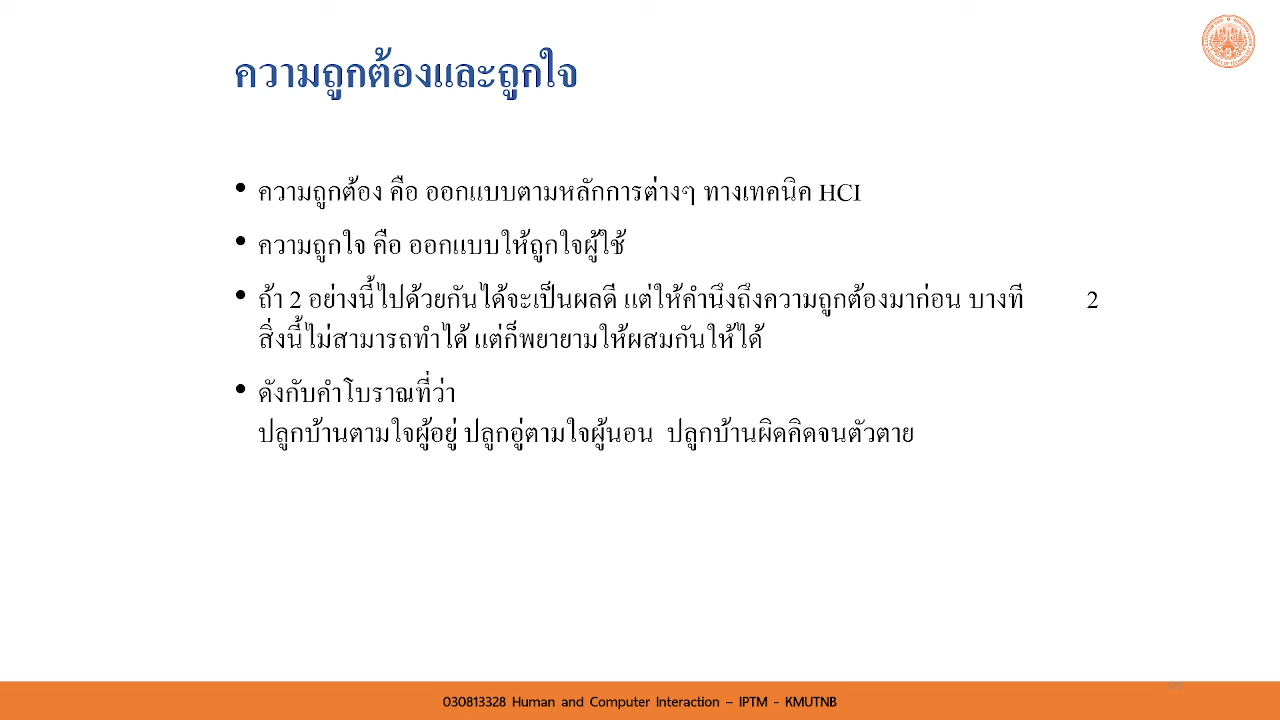 ความถูกต้องและถูกใจ
• ความถูกต้อง คือ ออกแบบตามหลักการต่างๆ ทางเทคนิค HCI
• ความถูกใจ คือ ออกแบบให้ถูกใจผู้ใช้
• ถ้า 2 อย่างนี้ไปด้วยกันได้จะเป็นผลดี แต่ให้คำนึงถึงความถูกต้องมาก่อน บางที 2
สิ่งนี้ไม่สามารถทำได้ แต่ก็พยายามให้ผสมกันให้ได้
• ดังกับคำโบราณที่ว่า
ปลูกบ้านตามใจผู้อยู่ ปลูกอู่ตามใจผู้นอน ปลูกบ้านผิดคิดจนตัวตาย
030813328 Human and Computer Interaction – IPTM - KMUTNB